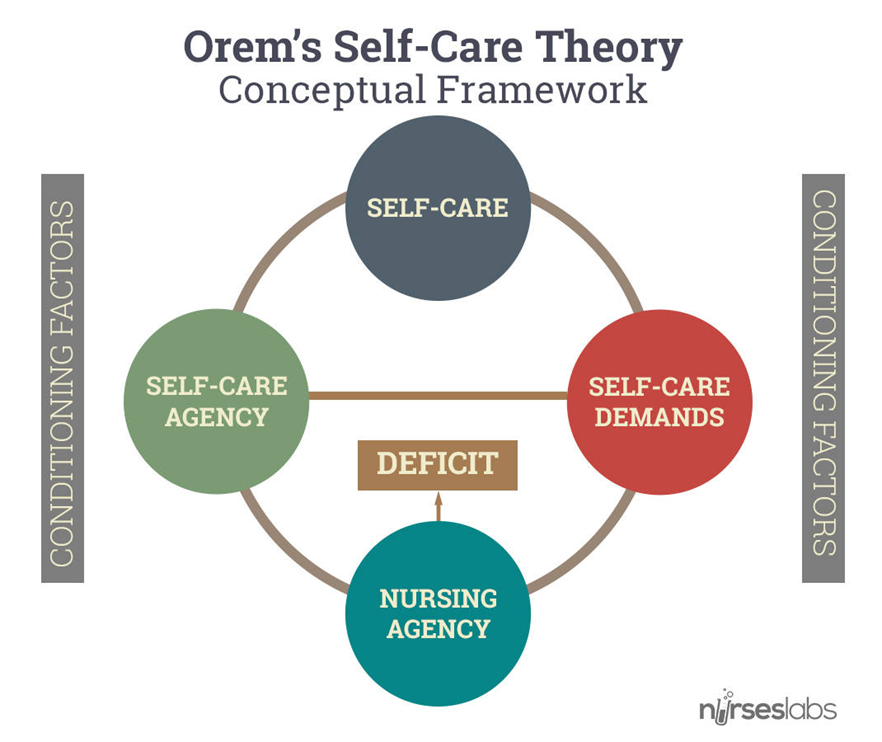 Orem’s Self-Care Theory
Conceptual Framework
CONDITIONING FACTORS
SELF-CARE
CONDITIONING FACTORS
SELF-CARE
AGENCY
SELF-CARE
DEMANDS
DEFICIT
NURSING
AGENCY
nurseslabs